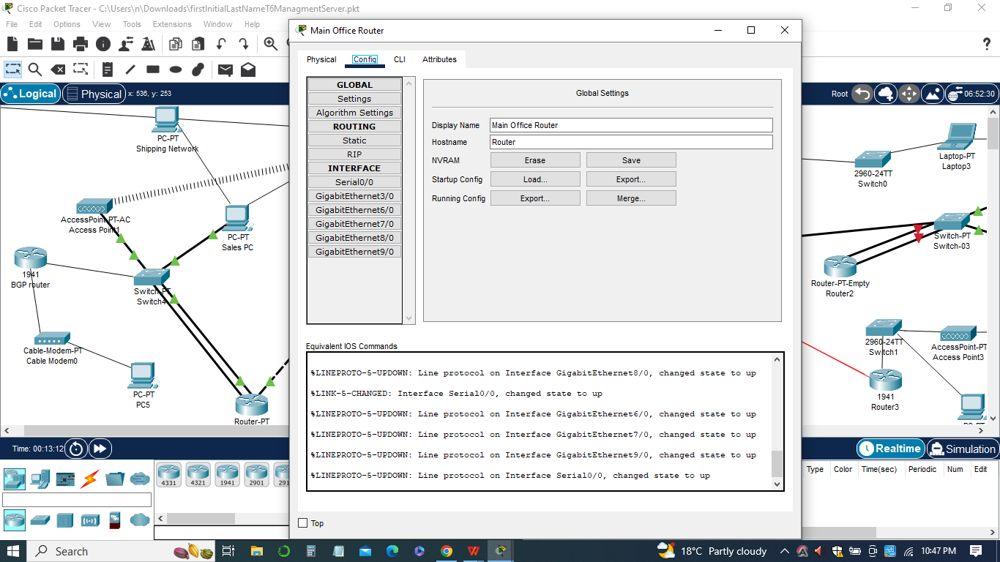 Cisco Packet Tracer - C:\Users\n\Downloads\firstInitialLastNameT6ManagmentServer.pkt
File Edit Options View Tools Extensions Window Help
Logical Physical x: 536, y: 253
Root 06:52:30
PC-PT
Shipping Network
AccessPoint-PT-AC
Access Point1
PC-PT
Sales PC
1941
BGP router
Switch-PT
Switch4
Cable-Modem-PT
Cable Modem0
PC-PT
PC5
Router-PT
Main Office Router
Physical Config CLI Attributes
GLOBAL
Settings
Algorithm Settings
ROUTING
Static
RIP
INTERFACE
Serial0/0
GigabitEthernet3/0
GigabitEthernet6/0
GigabitEthernet7/0
GigabitEthernet8/0
GigabitEthernet9/0
Global Settings
Display Name Main Office Router
Hostname Router
NVRAM Erase Save
Startup Config Load... Export...
Running Config Export... Merge...
Equivalent IOS Commands
%LINEPROTO-5-UPDOWN: Line protocol on Interface GigabitEthernet8/0, changed state to up
%LINK-5-CHANGED: Interface Serial0/0, changed state to up
%LINEPROTO-5-UPDOWN: Line protocol on Interface GigabitEthernet6/0, changed state to up
%LINEPROTO-5-UPDOWN: Line protocol on Interface GigabitEthernet7/0, changed state to up
%LINEPROTO-5-UPDOWN: Line protocol on Interface GigabitEthernet9/0, changed state to up
%LINEPROTO-5-UPDOWN: Line protocol on Interface Serial0/0, changed state to up
Top
Laptop-PT
Laptop3
2960-24TT
Switch0
Switch-PT
Switch-03
Router-PT-Empty
Router2
2960-24TT
Switch1
AccessPoint-PT
Access Point3
1941
Router3
Time: 00:13:12
Realtime Simulation
4331 4321 1941 2901 291
Type Color Time(sec) Periodic Num Edit
Search
18°C Partly cloudy
10:47 PM